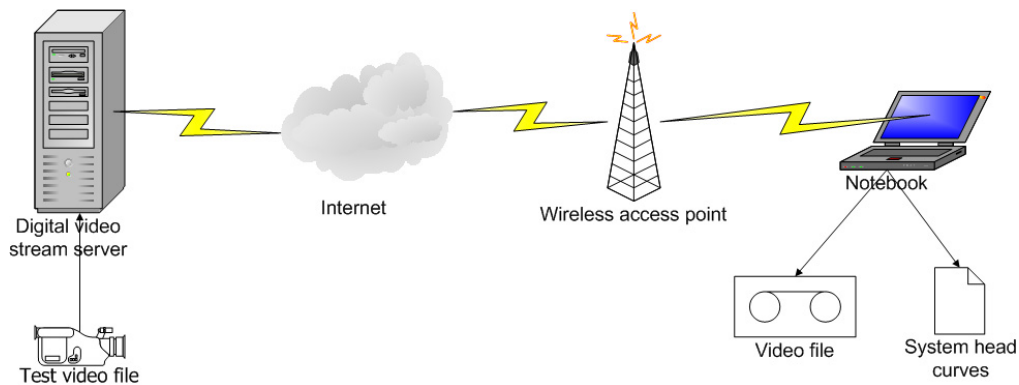 Digital video
stream server
Test video file
Internet
Wireless access point
Notebook
Video file
System head
curves